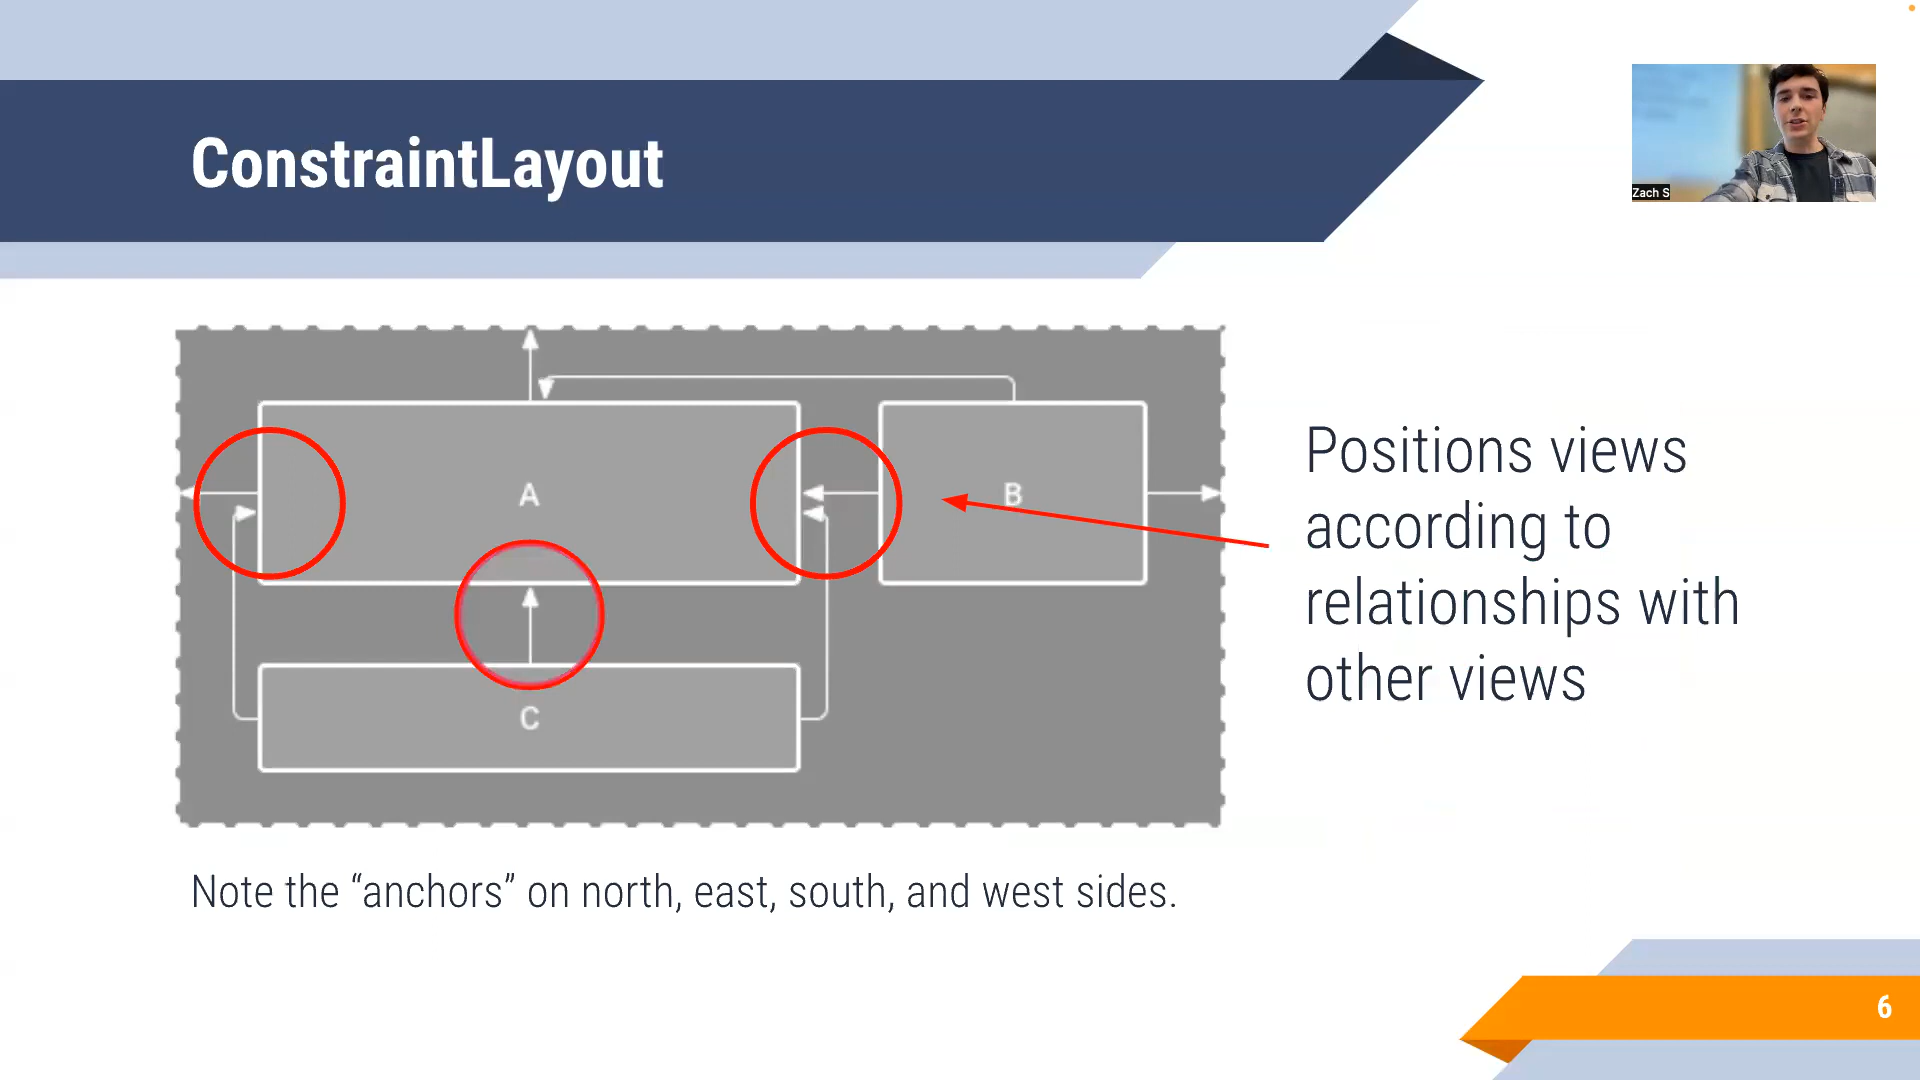 ConstraintLayout
Zach S
A
B
C
Positions views
according to
relationships with
other views
Note the “anchors” on north, east, south, and west sides.
6